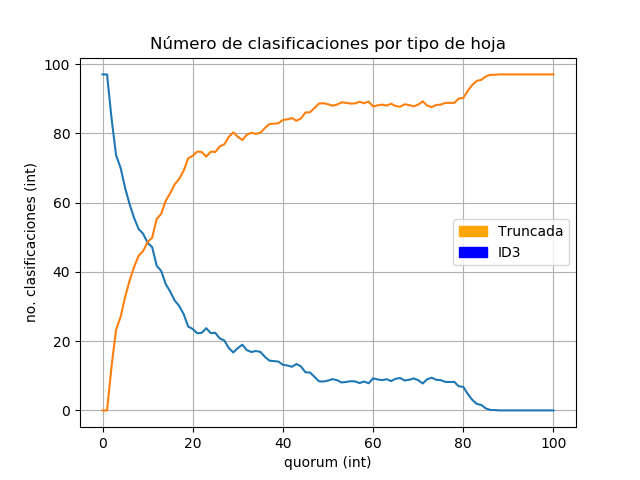 Número de clasificaciones por tipo de hoja
100
80
60
40
20
0
no. clasificaciones (int)
Truncada
ID3
0 20 40 60 80 100
quorum (int)